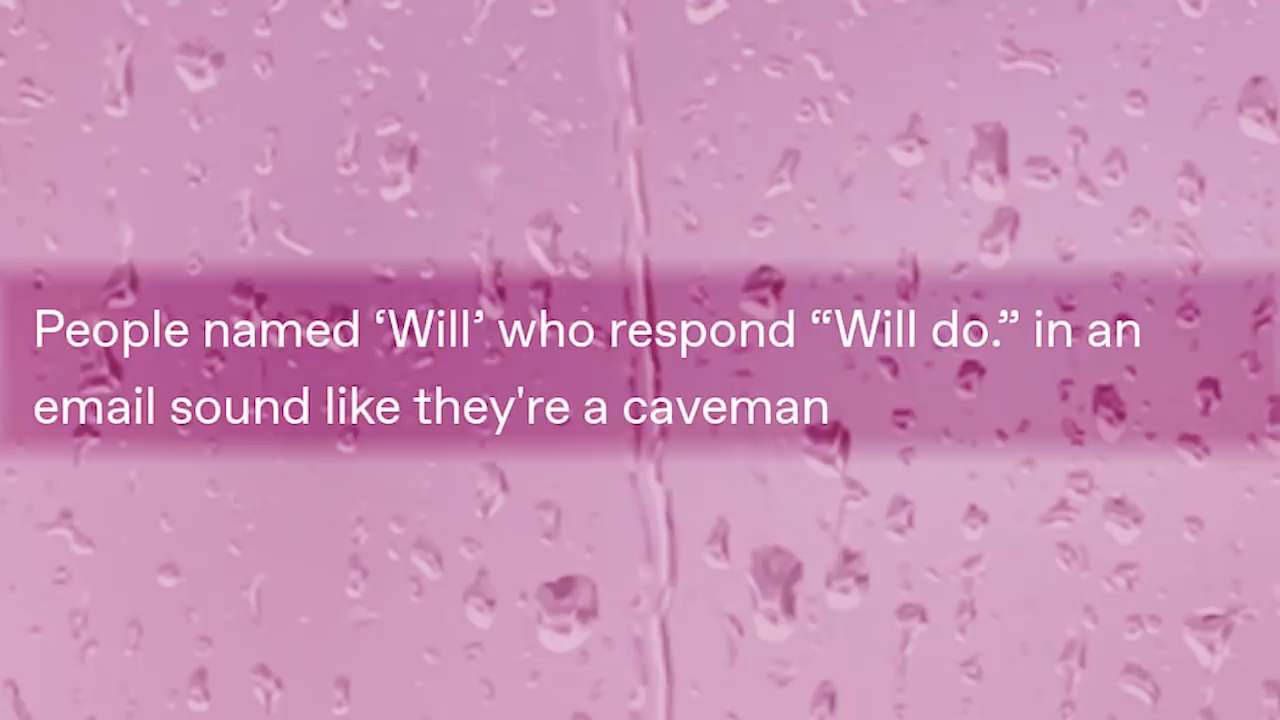 People named ‘Will’ who respond “Will do.” in an
email sound like they're a caveman